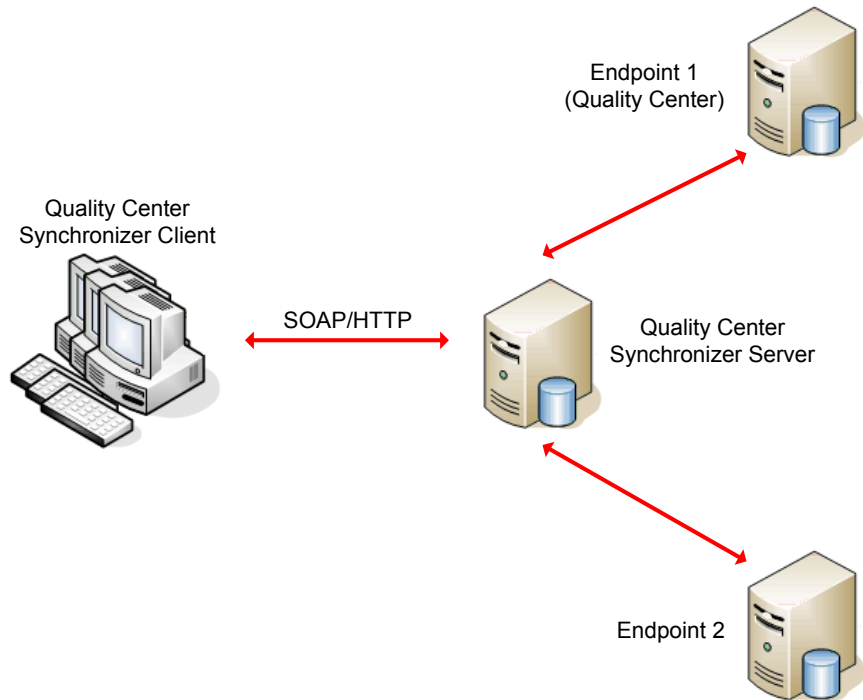 Endpoint 1
(Quality Center)
Quality Center
Synchronizer Client
SOAP/HTTP
Quality Center
Synchronizer Server
Endpoint 2